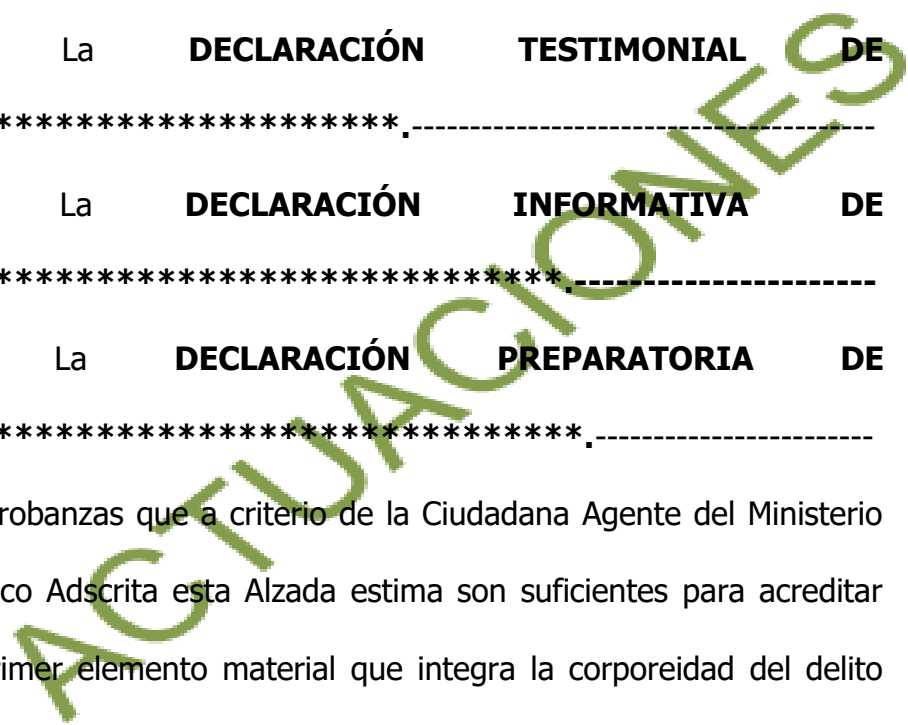 La DECLARACIÓN TESTIMONIAL DE
********************.----------------------------------------
La DECLARACIÓN INFORMATIVA DE
****************************.----------------------
La DECLARACIÓN PREPARATORIA DE
*****************************.------------------------
robanzas que a criterio de la Ciudadana Agente del Ministerio
co Adscrita esta Alzada estima son suficientes para acreditar
rimer elemento material que integra la corporeidad del delito
ACTUACIONES